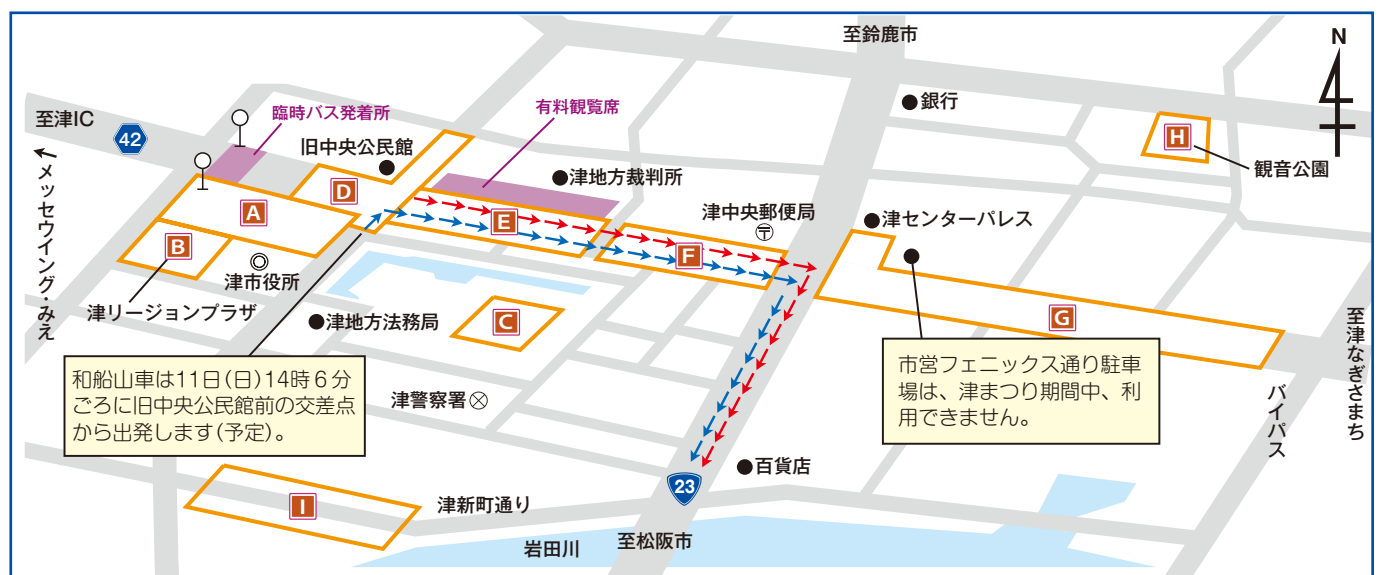 至鈴鹿市
N
銀行
臨時バス発着所
有料観覧席
至津IC
42
旧中央公民館
H
観音公園
メッセウイング・みえ
D
津地方裁判所
A
E
津中央郵便局
〒
津センターパレス
B
F
津市役所
津リージョンプラザ
津地方法務局
C
G
至津なぎさまち
和船山車は11日(日)14時6分
ごろに旧中央公民館前の交差点
から出発します(予定)。
市営フェニックス通り駐車
場は、津まつり期間中、利
用できません。
津警察署
バイパス
百貨店
23
I
津新町通り
岩田川
至松阪市